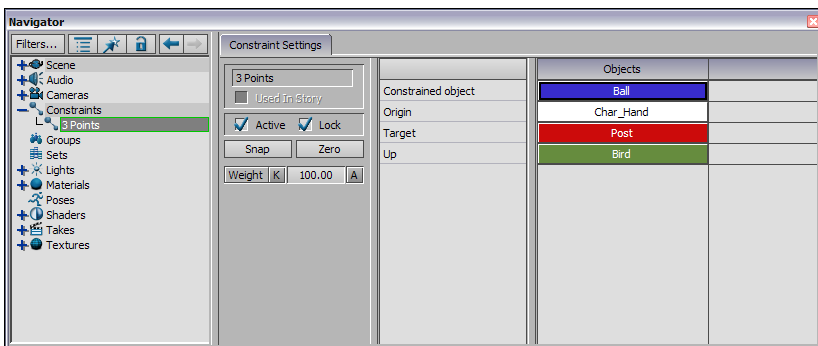 Navigator
Filters...
Scene
Audio
Cameras
Constraints
3 Points
Groups
Sets
Lights
Materials
Poses
Shaders
Takes
Textures
Constraint Settings
3 Points
Used In Story
Active Lock
Snap Zero
Weight K 100.00 A
Objects
Constrained object Ball
Origin Char_Hand
Target Post
Up Bird